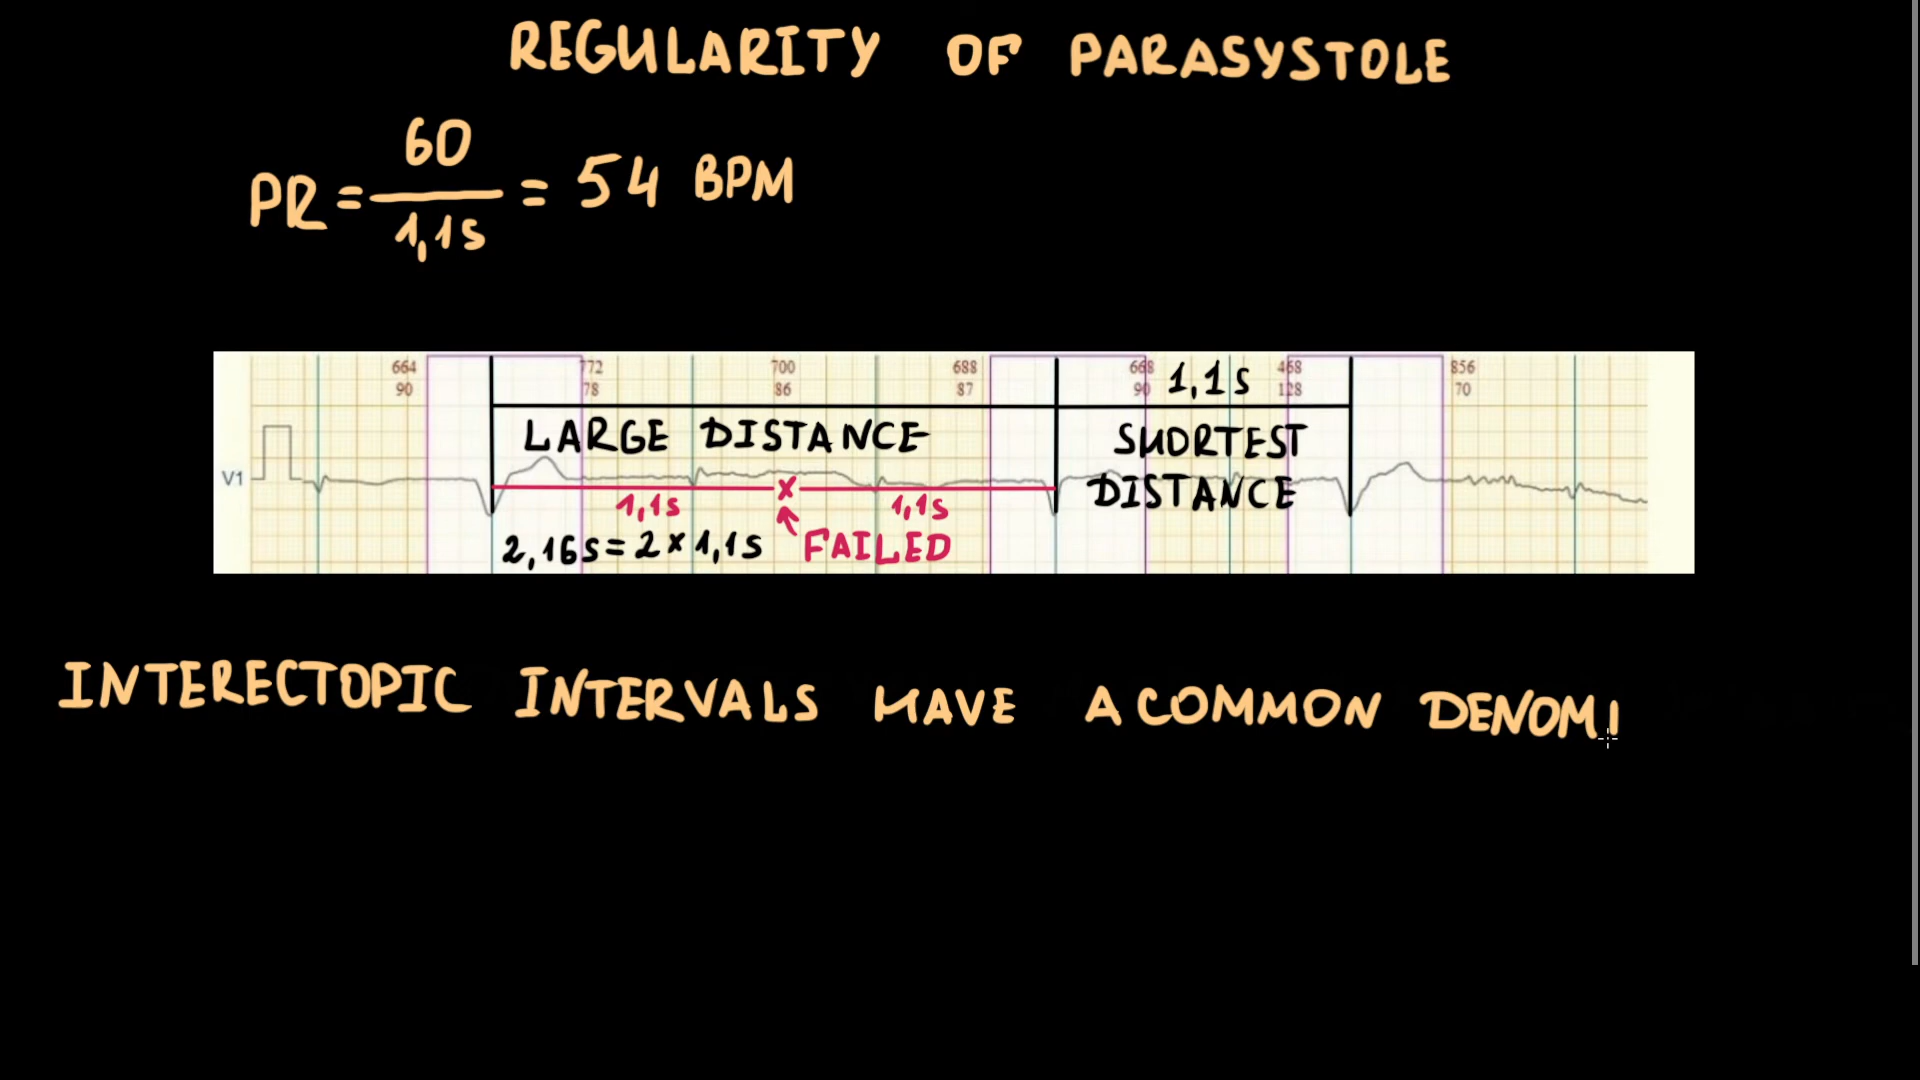 REGULARITY OF PARASYSTOLE
PR = 60 / 1,1s = 54 BPM
664 772 700 688 668 1,1s 468 856
90 78 86 87 90 128 70
LARGE DISTANCE
SHORTEST
DISTANCE
V1
1,1s x 1,1s
2,16s = 2 × 1,1s
FAILED
INTERECTOPIC INTERVALS HAVE A COMMON DENOMI